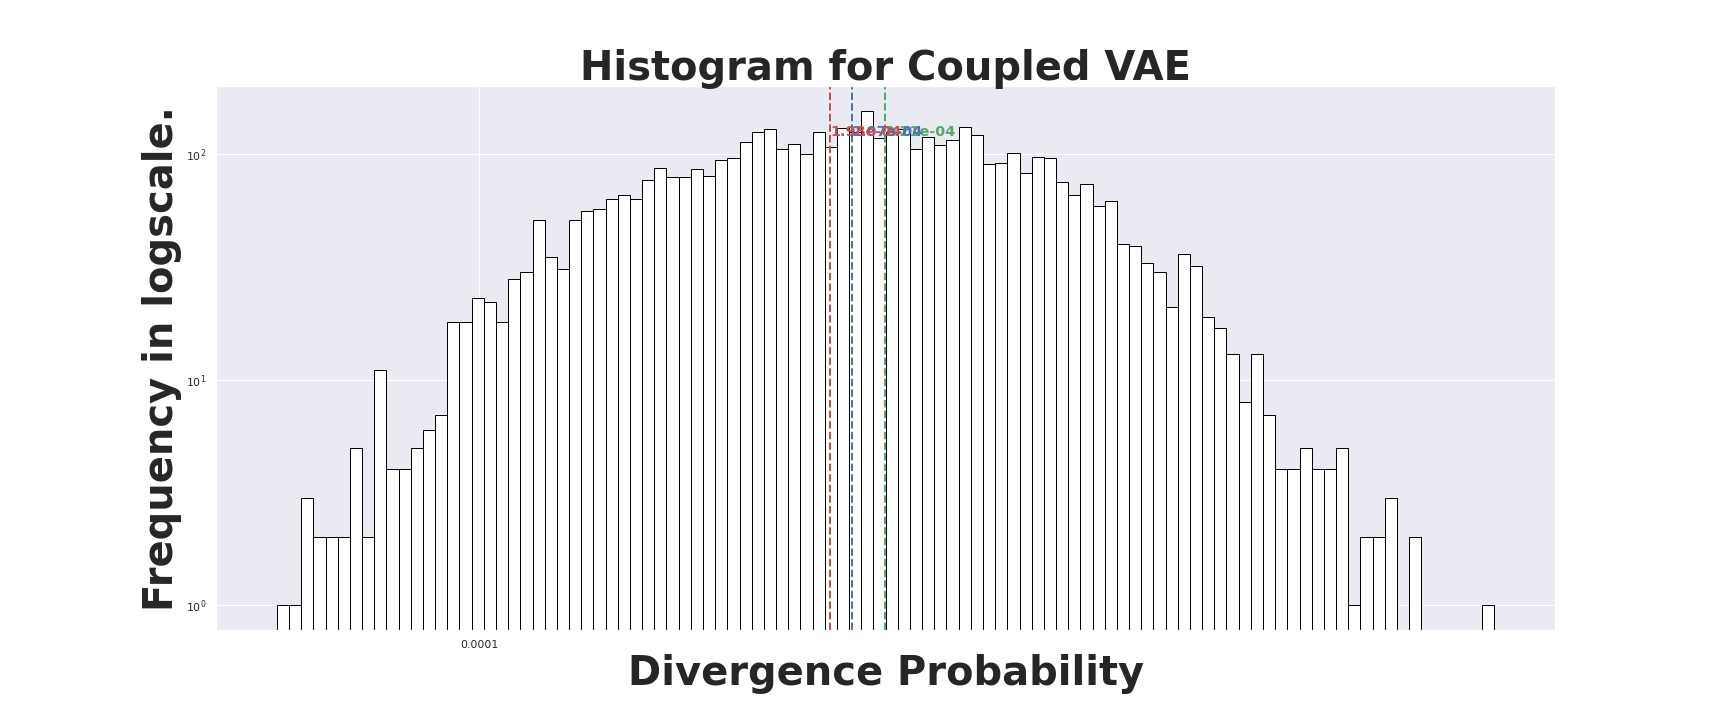 Histogram for Coupled VAE
Frequency in logscale.
10²
10¹
10⁰
0.0001
Divergence Probability